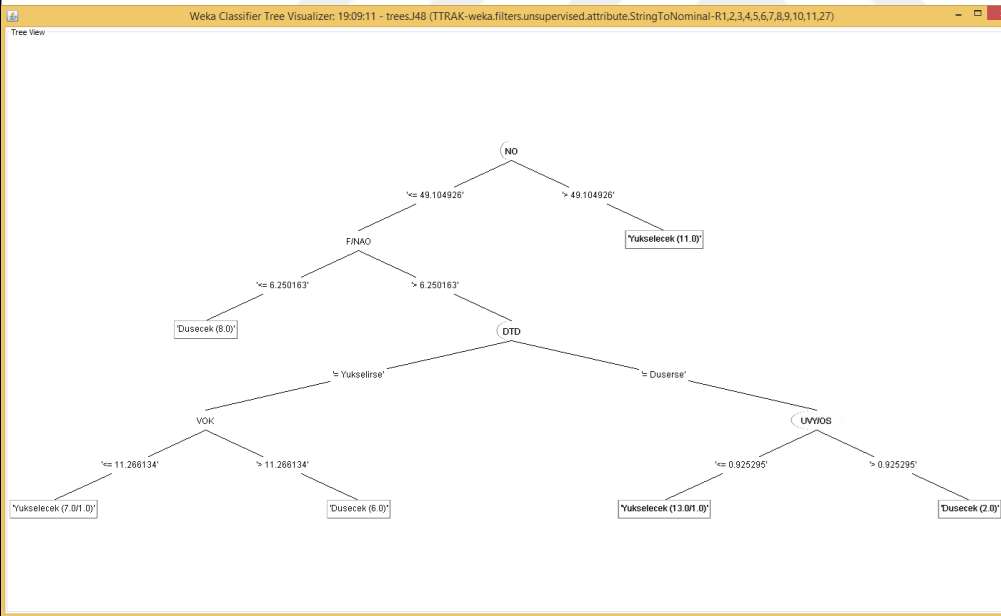 Weka Classifier Tree Visualizer: 19:09:11 - trees.J48 (TTRAK-weka.filters.unsupervised.attribute.StringToNominal-R1,2,3,4,5,6,7,8,9,10,11,27)
Tree View
NO
'<= 49.104926' '> 49.104926'
F/NAO 'Yukselecek (11.0)'
'<= 6.250163' '> 6.250163'
'Dusecek (8.0)' DTD
'= Yukselirse' '= Duserse'
VOK UVY/OS
'<= 11.266134' '> 11.266134' '<= 0.925295' '> 0.925295'
'Yukselecek (7.0/1.0)' 'Dusecek (6.0)' 'Yukselecek (13.0/1.0)' 'Dusecek (2.0)'